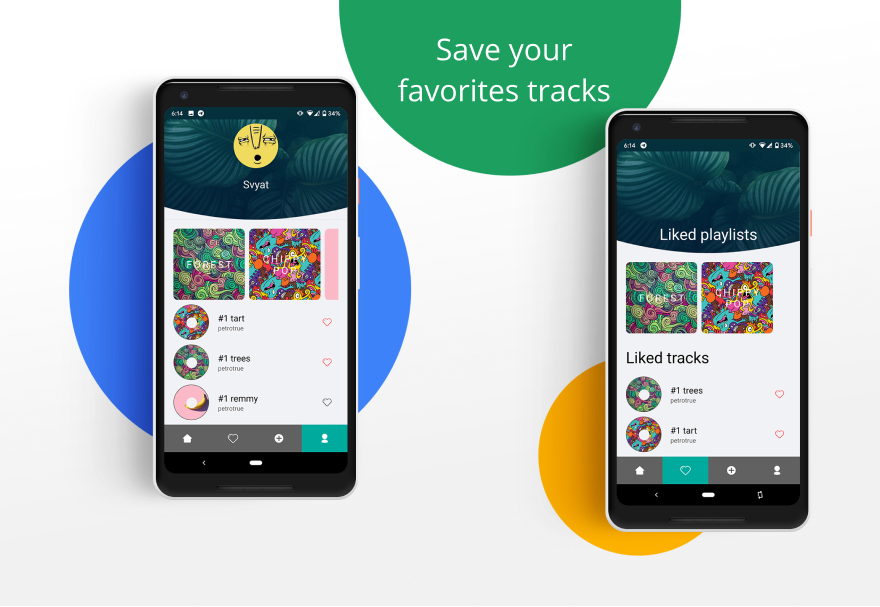 Save your
favorites tracks
6:14
34%
Svyat
FOREST
CHIPPY
POP
#1 tart
petrotrue
#1 trees
petrotrue
#1 remmy
petrotrue
6:14
34%
Liked playlists
FOREST
CHIPPY
POP
Liked tracks
#1 trees
petrotrue
#1 tart
petrotrue